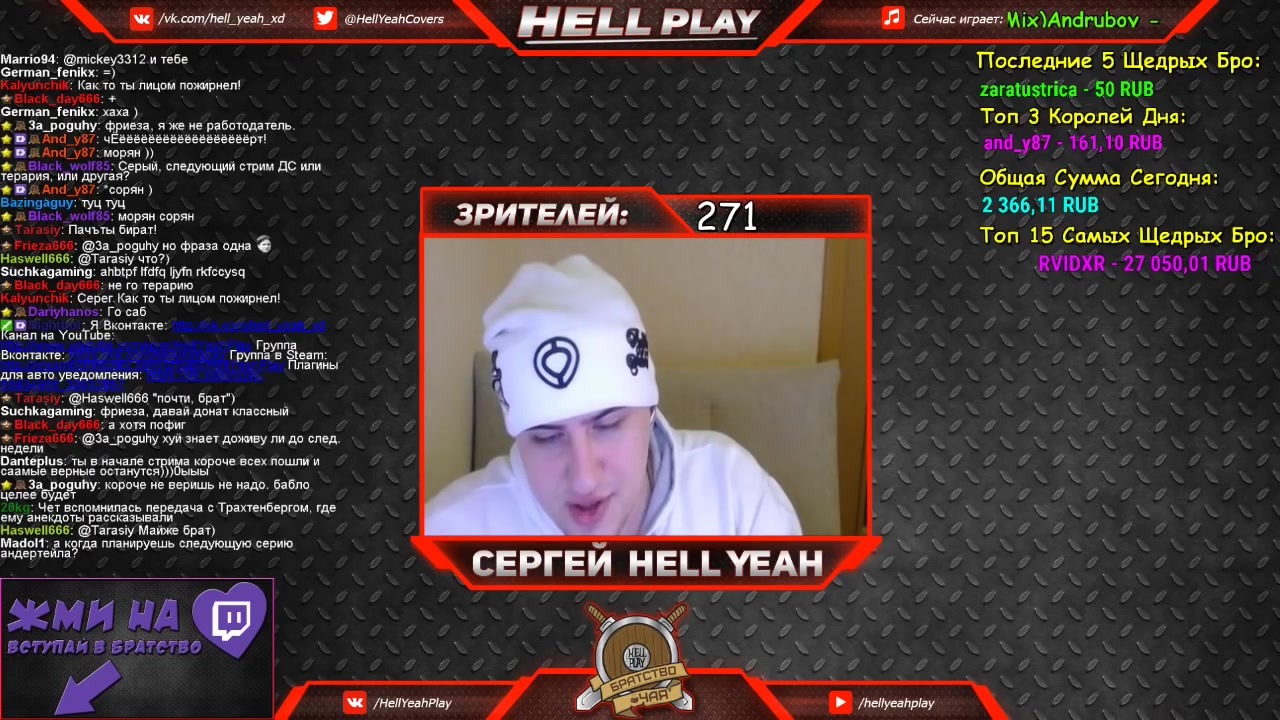 /vk.com/hell_yeah_xd
@HellYeahCovers
HELL PLAY
Сейчас играет: Mix)Andrubov -
Marrio94: @mickey3312 и тебе
German_fenikx: =)
Kalyunchik: Как то ты лицом пожирнел!
Black_day666: +
German_fenikx: хаха )
3a_poguhy: фриеза, я же не работодатель.
And_y87: чЁёёёёёёёёёёёёёёёёёёрт!
And_y87: морян ))
Black_wolf85: Серый, следующий стрим ДС или
терария, или другая?
And_y87: *сорян )
Bazingaguy: туц туц
Black_wolf85: морян сорян
Tarasiy: Пачъты бират!
Frieza666: @3a_poguhy но фраза одна
Haswell666: @Tarasiy что?)
Suchkagaming: ahbtpf lfdfq ljyfn rkfccysq
Black_day666: не го терарию
Kalyunchik: Серег Как то ты лицом пожирнел!
Dariyhanos: Го саб
Я Вконтакте:
Канал на YouTube:
Группа
Вконтакте: Группа в Steam:
Плагины
для авто уведомления:
Tarasiy: @Haswell666 "почти, брат")
Suchkagaming: фриеза, давай донат классный
Black_day666: а хотя пофиг
Frieza666: @3a_poguhy хуй знает доживу ли до след.
недели
Danteplus: ты в начале стрима короче всех пошли и
саамые верные останутся)))0ыыы
3a_poguhy: короче не веришь не надо. бабло
целее будет
20kg: Чет вспомнилась передача с Трахтенбергом, где
ему анекдоты рассказывали
Haswell666: @Tarasiy Майже брат)
Madol1: а когда планируешь следующую серию
андертейла?
Последние 5 Щедрых Бро:
zaratustrica - 50 RUB
Топ 3 Королей Дня:
and_y87 - 161,10 RUB
Общая Сумма Сегодня:
2 366,11 RUB
Топ 15 Самых Щедрых Бро:
RVIDXR - 27 050,01 RUB
ЗРИТЕЛЕЙ: 271
СЕРГЕЙ HELL YEAH
ЖМИ НА
ВСТУПАЙ В БРАТСТВО
HELL
PLAY
БРАТСТВО
"ЧАЯ"
/HellYeahPlay
/hellyeahplay